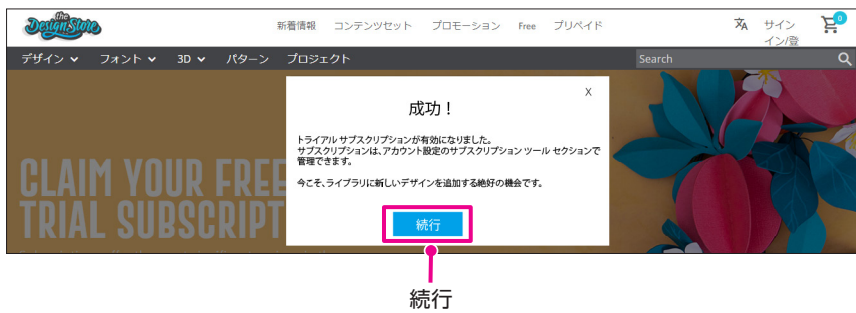 the
DesignStore
新着情報 コンテンツセット プロモーション Free プリペイド
サイン
イン/登
0
デザイン フォント 3D パターン プロジェクト
Search
X
成功！
トライアル サブスクリプションが有効になりました。
サブスクリプションは、アカウント設定のサブスクリプション ツール セクションで
管理できます。
今こそ、ライブラリに新しいデザインを追加する絶好の機会です。
続行
CLAIM YOUR FREE
TRIAL SUBSCRIPT
続行